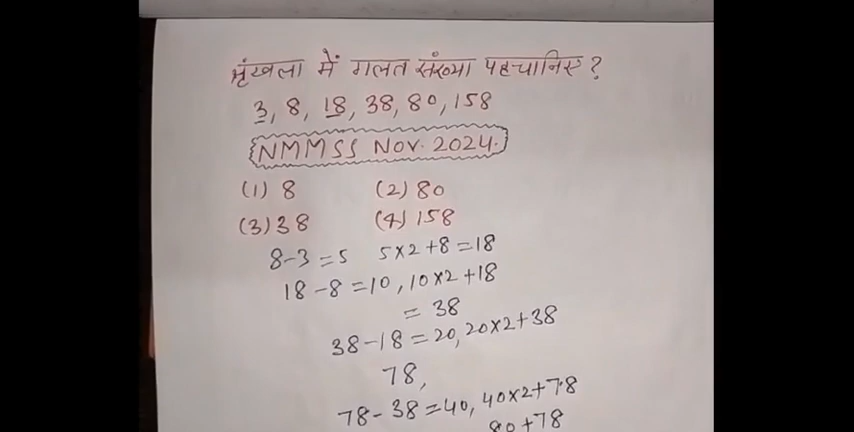 शृंखला में गलत संख्या पहचानिए?
3, 8, 18, 38, 80, 158
NMMSS NOV. 2024.
(1) 8 (2) 80
(3) 38 (4) 158
8-3=5 5×2+8=18
18-8=10, 10×2+18
= 38
38-18=20, 20×2+38
78,
78-38=40, 40×2+78
80+78